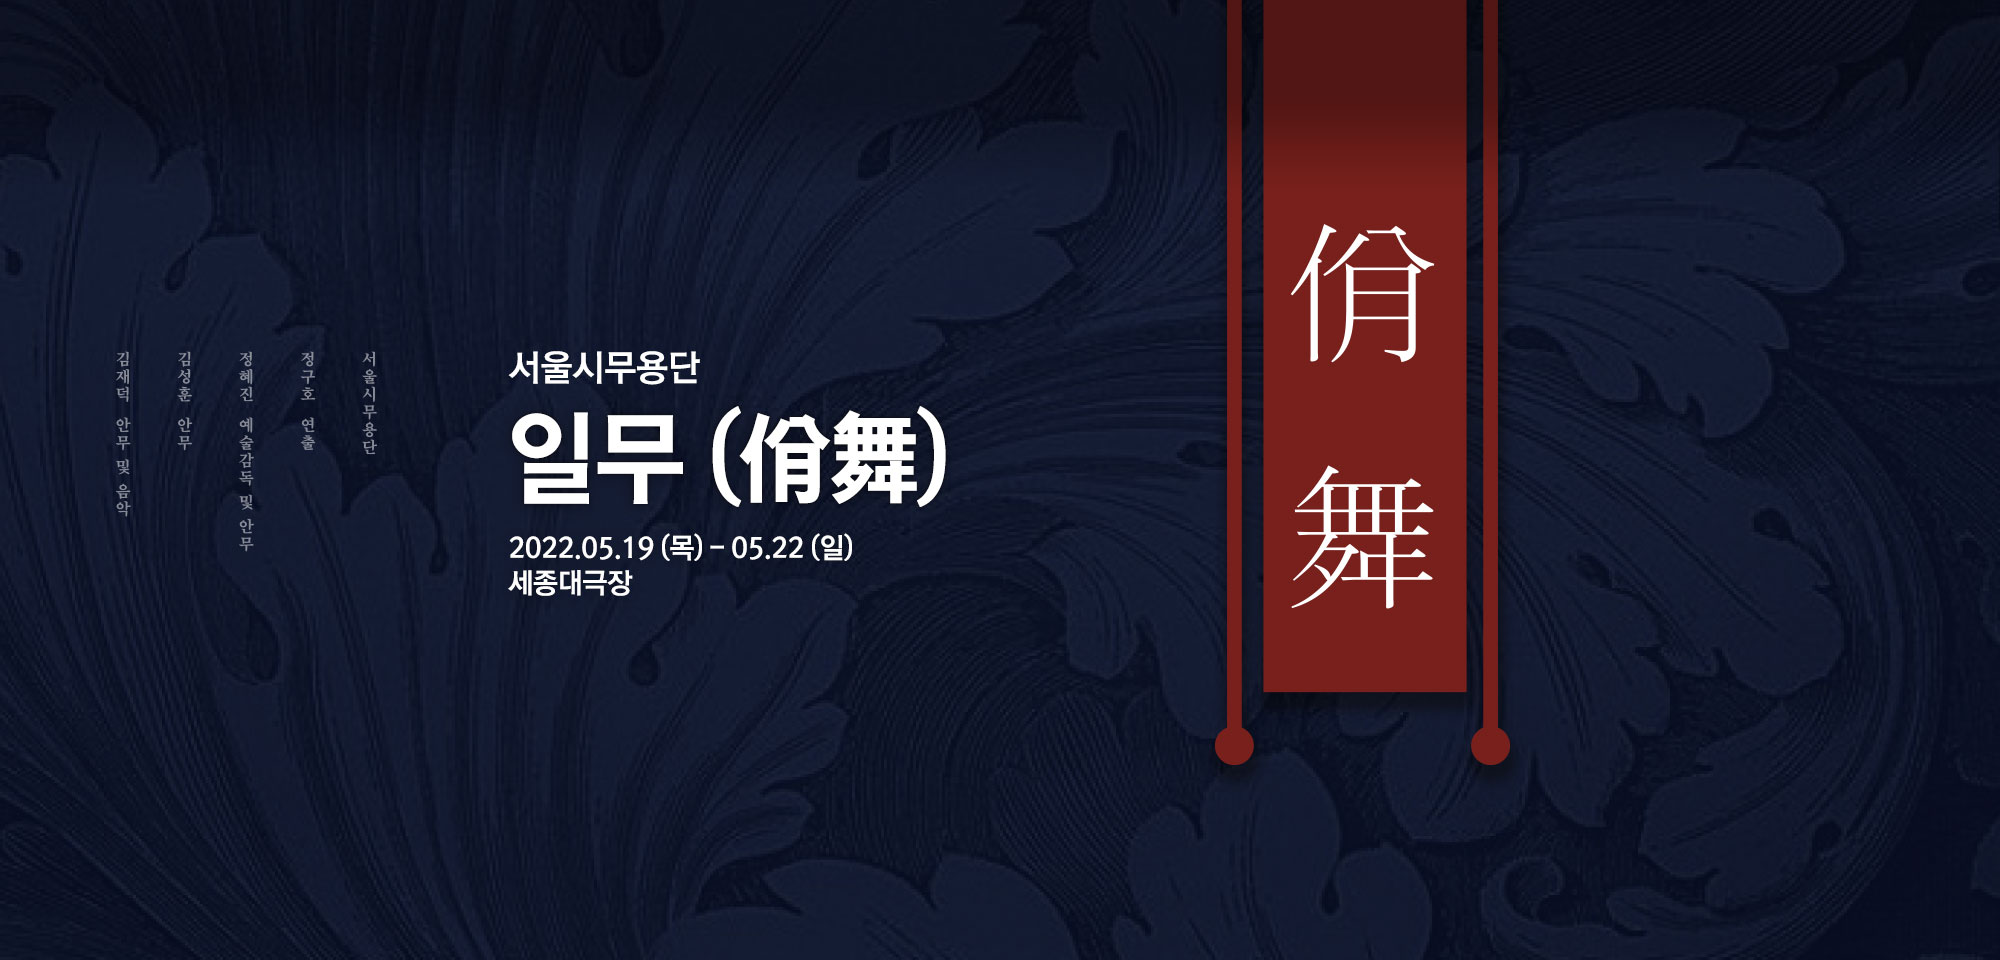 서울시무용단
정구호 연출
정혜진 예술감독 및 안무
김성훈 안무
김재덕 안무 및 음악
서울시무용단
일무 (佾舞)
2022.05.19 (목) – 05.22 (일)
세종대극장
佾舞